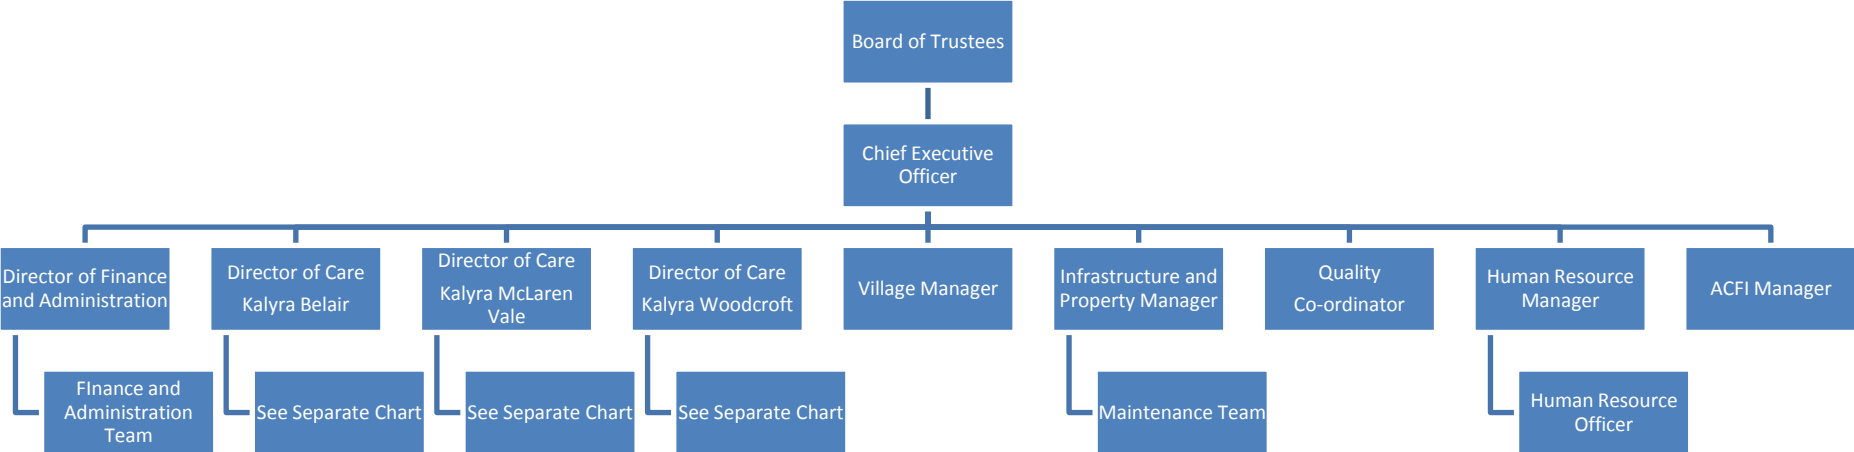 Board of Trustees
Chief Executive
Officer
Director of Finance
and Administration
Director of Care
Kalyra Belair
Director of Care
Kalyra McLaren
Vale
Director of Care
Kalyra Woodcroft
Village Manager
Infrastructure and
Property Manager
Quality
Co-ordinator
Human Resource
Manager
ACFI Manager
FInance and
Administration
Team
See Separate Chart
See Separate Chart
See Separate Chart
Maintenance Team
Human Resource
Officer